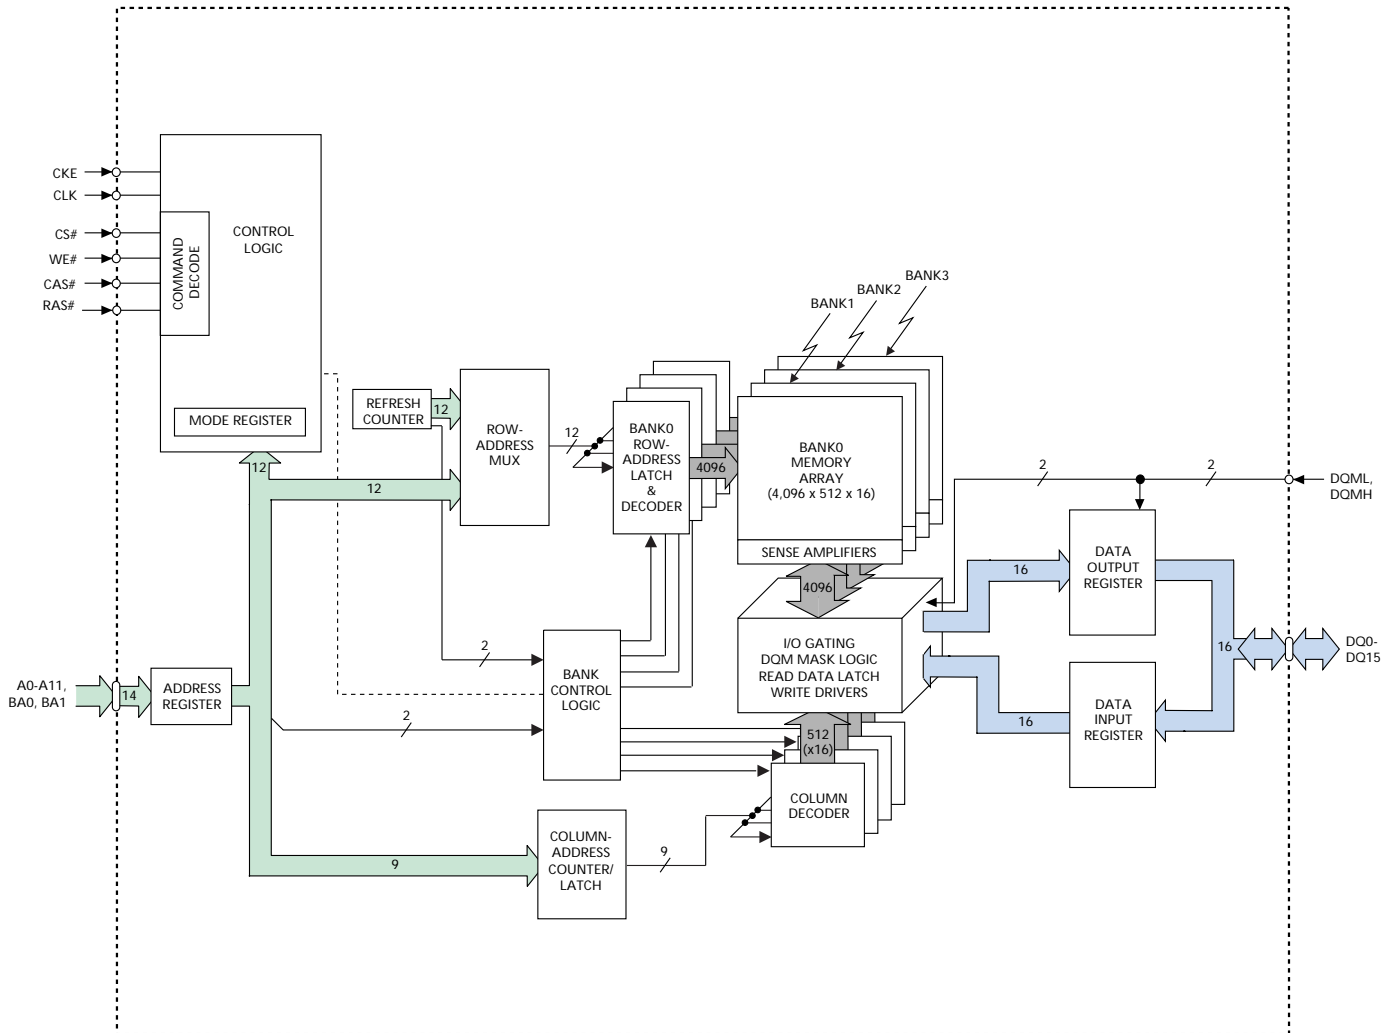 CKE
CLK
CS#
WE#
CAS#
RAS#
CONTROL
LOGIC
COMMAND
DECODE
MODE REGISTER
12
REFRESH
COUNTER
12
ROW-
ADDRESS
MUX
12
12
BANK0
ROW-
ADDRESS
LATCH
&
DECODER
4096
BANK1
BANK2
BANK3
BANK0
MEMORY
ARRAY
(4,096 x 512 x 16)
SENSE AMPLIFIERS
4096
I/O GATING
DQM MASK LOGIC
READ DATA LATCH
WRITE DRIVERS
2
2
DQML,
DQMH
DATA
OUTPUT
REGISTER
16
16
DQ0-
DQ15
DATA
INPUT
REGISTER
16
A0-A11,
BA0, BA1
14
ADDRESS
REGISTER
2
2
BANK
CONTROL
LOGIC
512
(x16)
COLUMN
DECODER
9
COLUMN-
ADDRESS
COUNTER/
LATCH
9